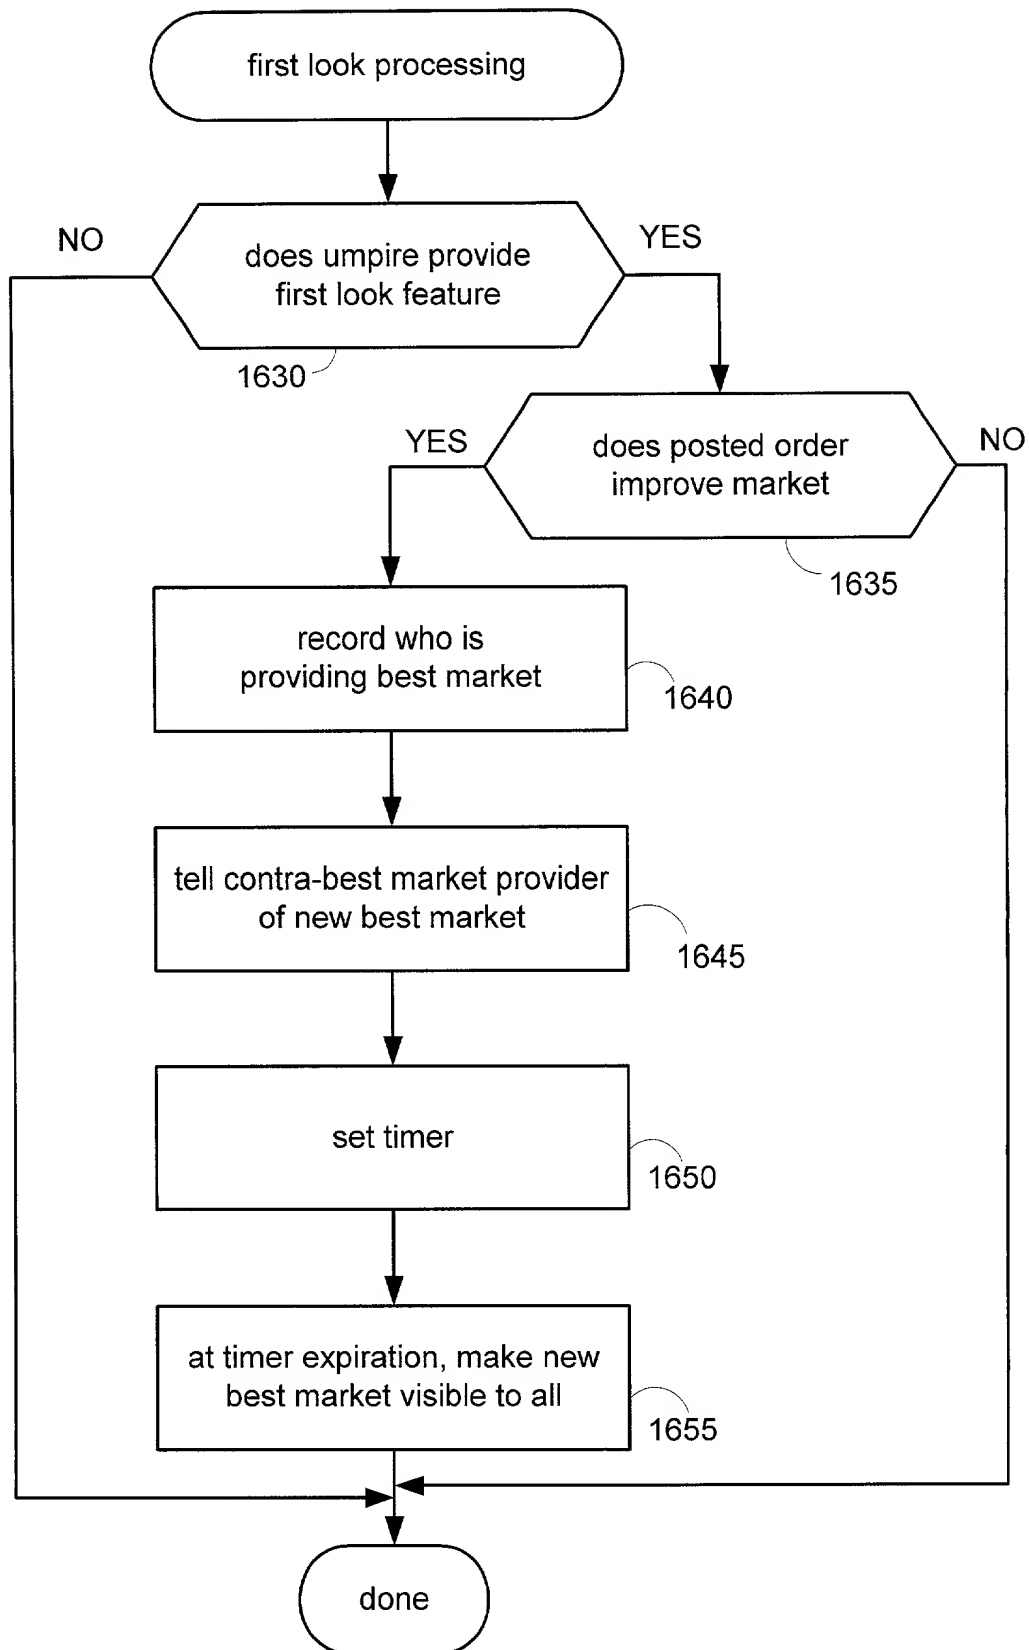 first look processing
NO
YES
does umpire provide
first look feature
1630
YES
NO
does posted order
improve market
1635
record who is
providing best market
1640
tell contra-best market provider
of new best market
1645
set timer
1650
at timer expiration, make new
best market visible to all
1655
done